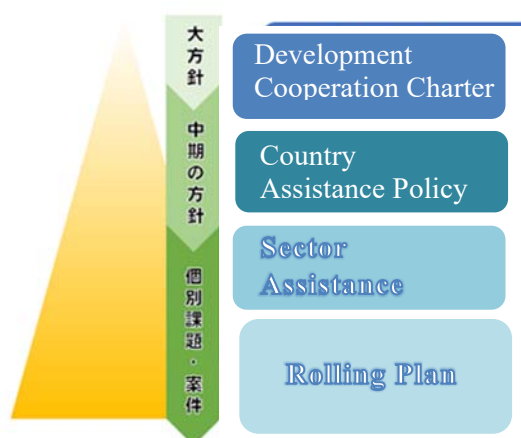 大方針
中期の方針
個別課題・案件
Development
Cooperation Charter
Country
Assistance Policy
Sector
Assistance
Rolling Plan